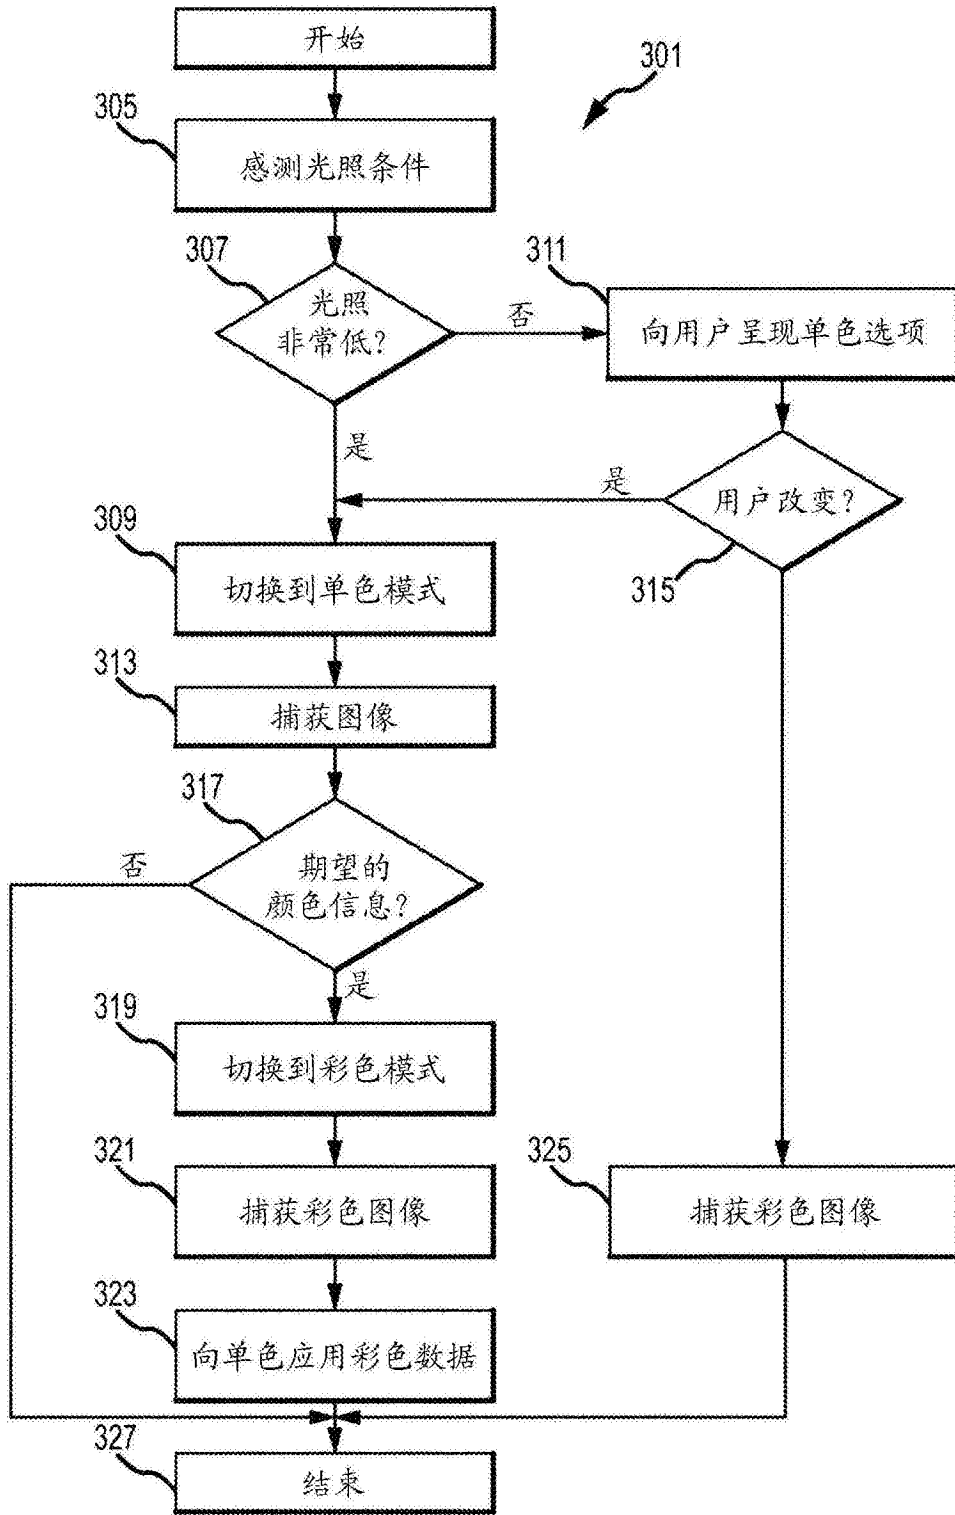 开始
301
305
感测光照条件
307
光照
非常低?
否
311
向用户呈现单色选项
是
是
用户改变?
315
309
切换到单色模式
313
捕获图像
317
否
期望的
颜色信息?
是
319
切换到彩色模式
321
捕获彩色图像
325
捕获彩色图像
323
向单色应用彩色数据
327
结束